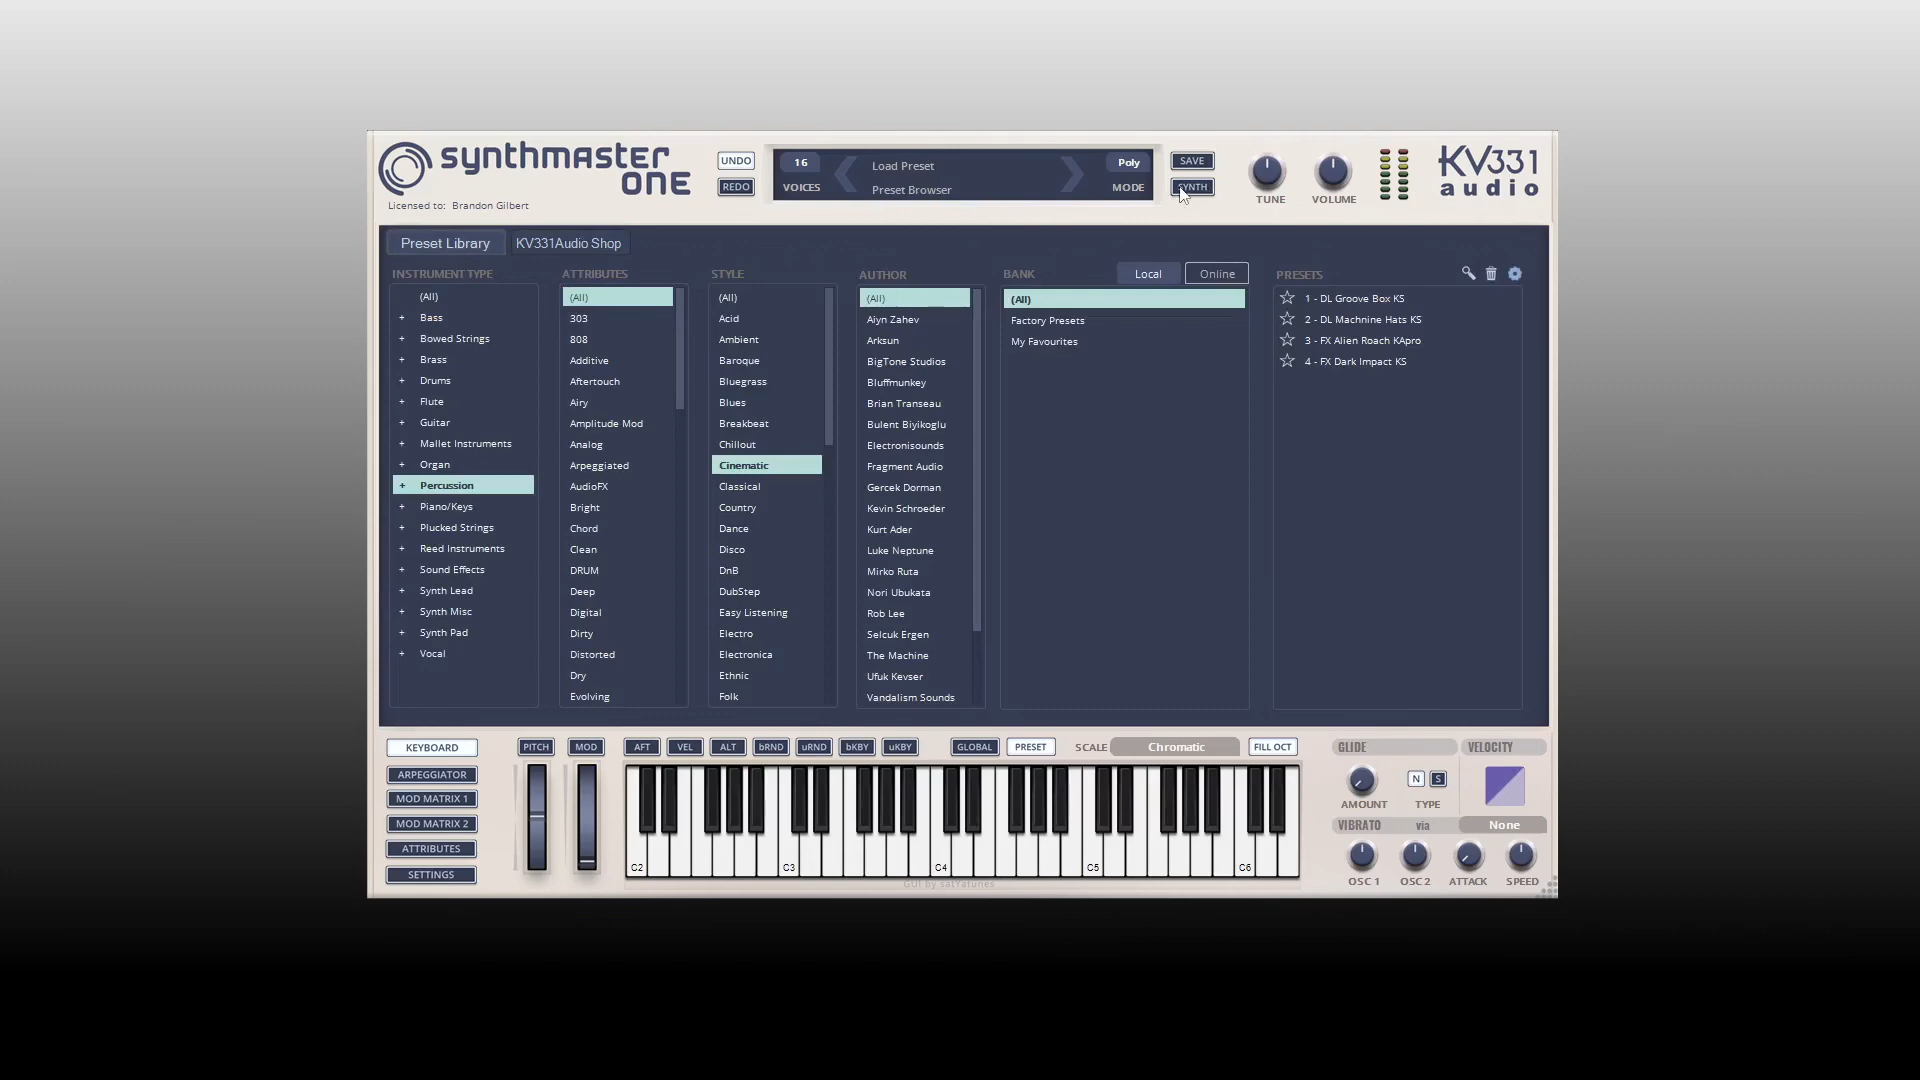 synthmaster
ONE
Licensed to: Brandon Gilbert
UNDO
REDO
16
VOICES
Load Preset
Preset Browser
Poly
MODE
SAVE
SYNTH
TUNE
VOLUME
KV331
audio
Preset Library
KV331Audio Shop
INSTRUMENT TYPE
(All)
+ Bass
+ Bowed Strings
+ Brass
+ Drums
+ Flute
+ Guitar
+ Mallet Instruments
+ Organ
+ Percussion
+ Piano/Keys
+ Plucked Strings
+ Reed Instruments
+ Sound Effects
+ Synth Lead
+ Synth Misc
+ Synth Pad
+ Vocal
ATTRIBUTES
(All)
303
808
Additive
Aftertouch
Airy
Amplitude Mod
Analog
Arpeggiated
AudioFX
Bright
Chord
Clean
DRUM
Deep
Digital
Dirty
Distorted
Dry
Evolving
STYLE
(All)
Acid
Ambient
Baroque
Bluegrass
Blues
Breakbeat
Chillout
Cinematic
Classical
Country
Dance
Disco
DnB
DubStep
Easy Listening
Electro
Electronica
Ethnic
Folk
AUTHOR
(All)
Aiyn Zahev
Arksun
BigTone Studios
Bluffmunkey
Brian Transeau
Bulent Biyikoglu
Electronisounds
Fragment Audio
Gercek Dorman
Kevin Schroeder
Kurt Ader
Luke Neptune
Mirko Ruta
Nori Ubukata
Rob Lee
Selcuk Ergen
The Machine
Ufuk Kevser
Vandalism Sounds
BANK
Local
Online
(All)
Factory Presets
My Favourites
PRESETS
1 - DL Groove Box KS
2 - DL Machnine Hats KS
3 - FX Alien Roach KApro
4 - FX Dark Impact KS
KEYBOARD
ARPEGGIATOR
MOD MATRIX 1
MOD MATRIX 2
ATTRIBUTES
SETTINGS
PITCH
MOD
AFT
VEL
ALT
bRND
uRND
bKBY
uKBY
GLOBAL
PRESET
SCALE
Chromatic
FILL OCT
C2
C3
C4
C5
C6
GUI by satYatunes
GLIDE
VELOCITY
N
S
AMOUNT
TYPE
VIBRATO
via
None
OSC 1
OSC 2
ATTACK
SPEED